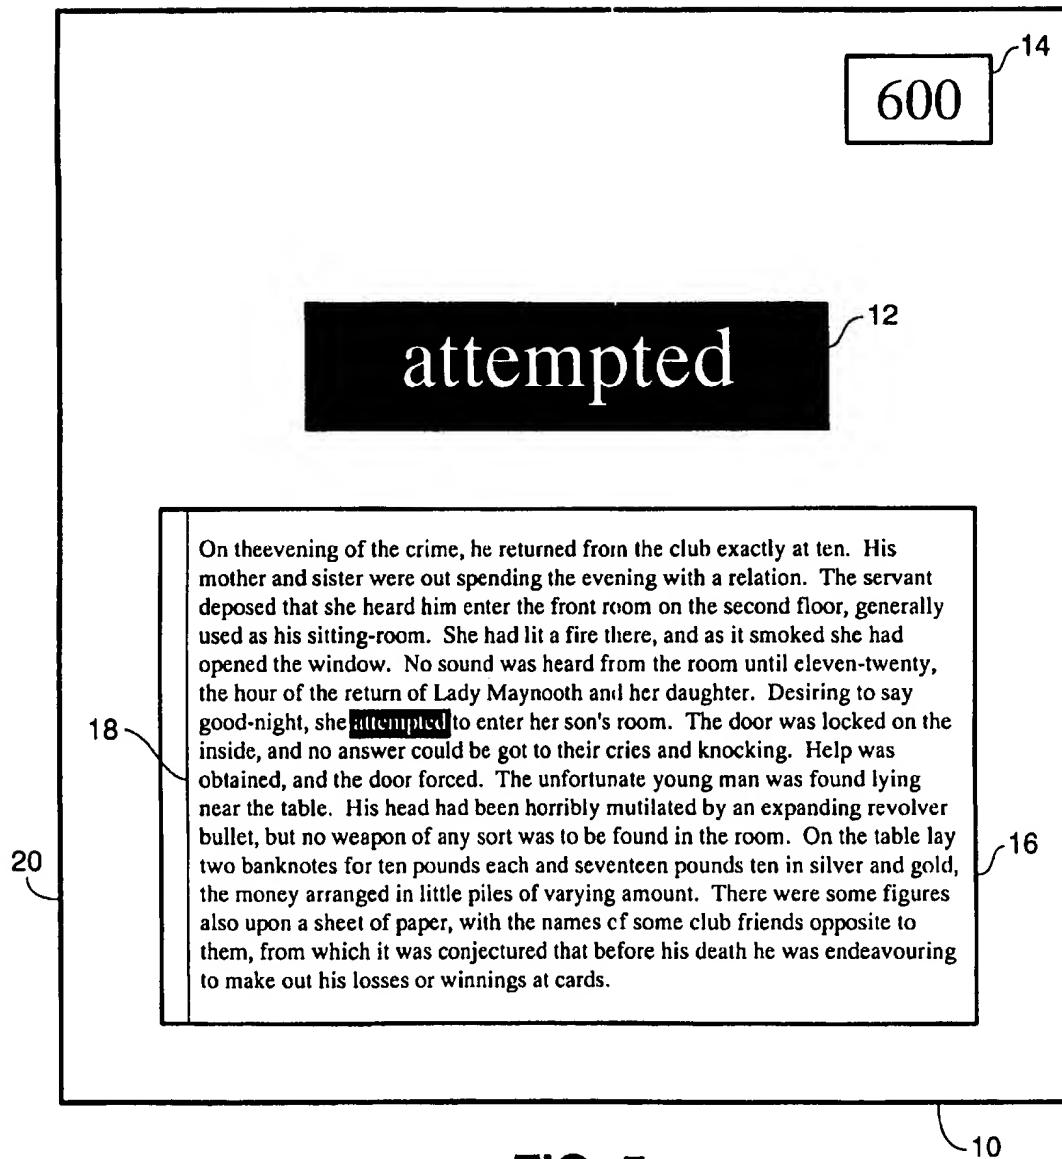 14
600
12
attempted
On theevening of the crime, he returned from the club exactly at ten. His
mother and sister were out spending the evening with a relation. The servant
deposed that she heard him enter the front room on the second floor, generally
used as his sitting-room. She had lit a fire there, and as it smoked she had
opened the window. No sound was heard from the room until eleven-twenty,
the hour of the return of Lady Maynooth and her daughter. Desiring to say
good-night, she attempted to enter her son's room. The door was locked on the
18
inside, and no answer could be got to their cries and knocking. Help was
obtained, and the door forced. The unfortunate young man was found lying
near the table. His head had been horribly mutilated by an expanding revolver
bullet, but no weapon of any sort was to be found in the room. On the table lay
16
20
two banknotes for ten pounds each and seventeen pounds ten in silver and gold,
the money arranged in little piles of varying amount. There were some figures
also upon a sheet of paper, with the names cf some club friends opposite to
them, from which it was conjectured that before his death he was endeavouring
to make out his losses or winnings at cards.
10